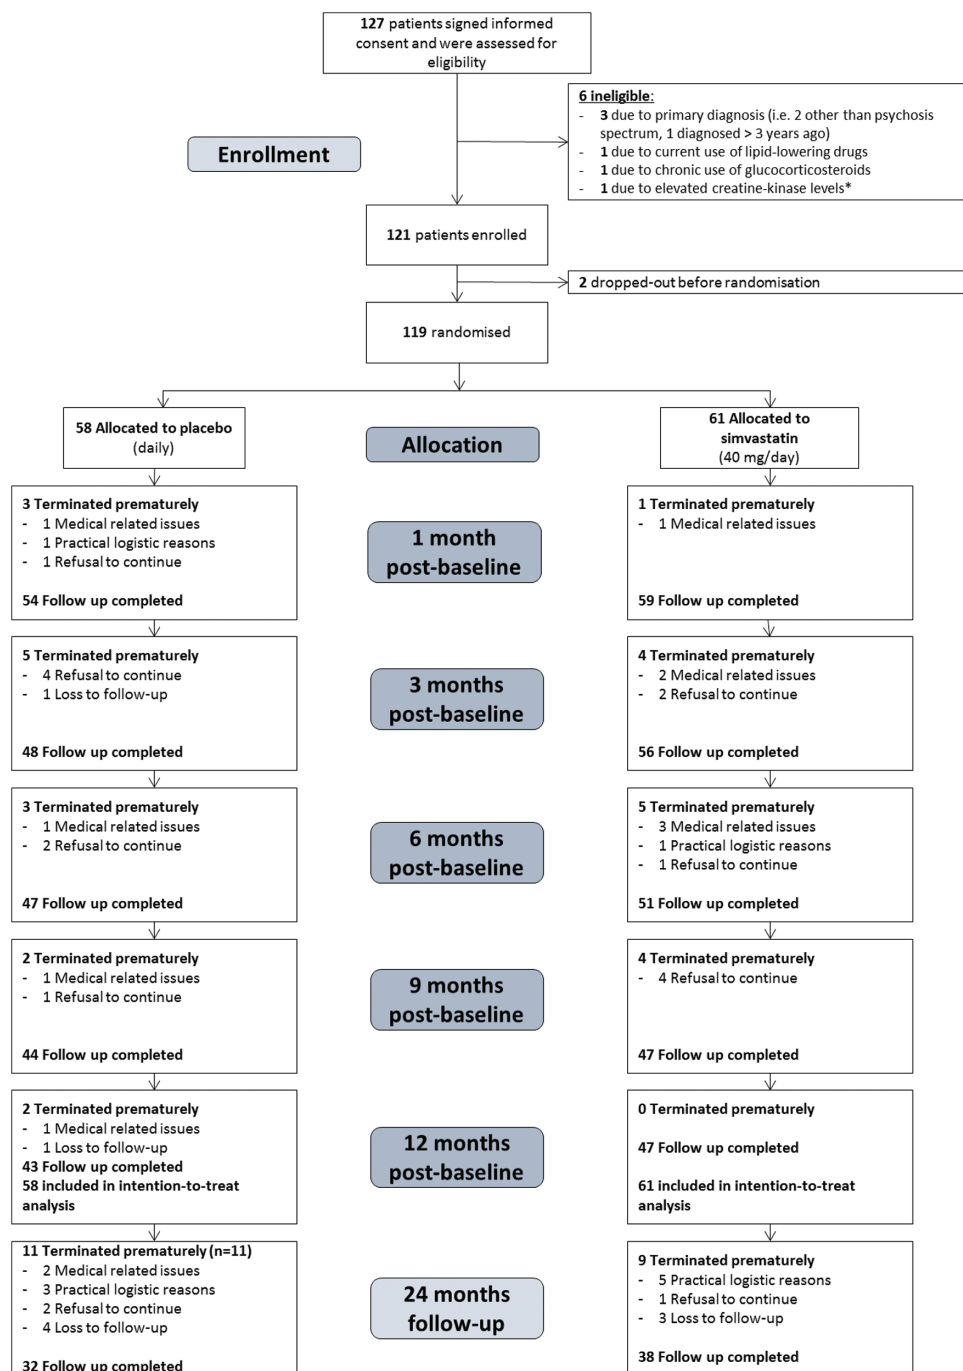 127 patients signed informed
consent and were assessed for
eligibility
6 ineligible:
- 3 due to primary diagnosis (i.e. 2 other than psychosis
spectrum, 1 diagnosed > 3 years ago)
- 1 due to current use of lipid-lowering drugs
- 1 due to chronic use of glucocorticosteroids
- 1 due to elevated creatine-kinase levels*
Enrollment
121 patients enrolled
2 dropped-out before randomisation
119 randomised
58 Allocated to placebo
(daily)
Allocation
61 Allocated to
simvastatin
(40 mg/day)
3 Terminated prematurely
- 1 Medical related issues
- 1 Practical logistic reasons
- 1 Refusal to continue
54 Follow up completed
1 month
post-baseline
1 Terminated prematurely
- 1 Medical related issues
59 Follow up completed
5 Terminated prematurely
- 4 Refusal to continue
- 1 Loss to follow-up
48 Follow up completed
3 months
post-baseline
4 Terminated prematurely
- 2 Medical related issues
- 2 Refusal to continue
56 Follow up completed
3 Terminated prematurely
- 1 Medical related issues
- 2 Refusal to continue
47 Follow up completed
6 months
post-baseline
5 Terminated prematurely
- 3 Medical related issues
- 1 Practical logistic reasons
- 1 Refusal to continue
51 Follow up completed
2 Terminated prematurely
- 1 Medical related issues
- 1 Refusal to continue
44 Follow up completed
9 months
post-baseline
4 Terminated prematurely
- 4 Refusal to continue
47 Follow up completed
2 Terminated prematurely
- 1 Medical related issues
- 1 Loss to follow-up
43 Follow up completed
58 included in intention-to-treat
analysis
12 months
post-baseline
0 Terminated prematurely
47 Follow up completed
61 included in intention-to-treat
analysis
11 Terminated prematurely (n=11)
- 2 Medical related issues
- 3 Practical logistic reasons
- 2 Refusal to continue
- 4 Loss to follow-up
32 Follow up completed
24 months
follow-up
9 Terminated prematurely
- 5 Practical logistic reasons
- 1 Refusal to continue
- 3 Loss to follow-up
38 Follow up completed